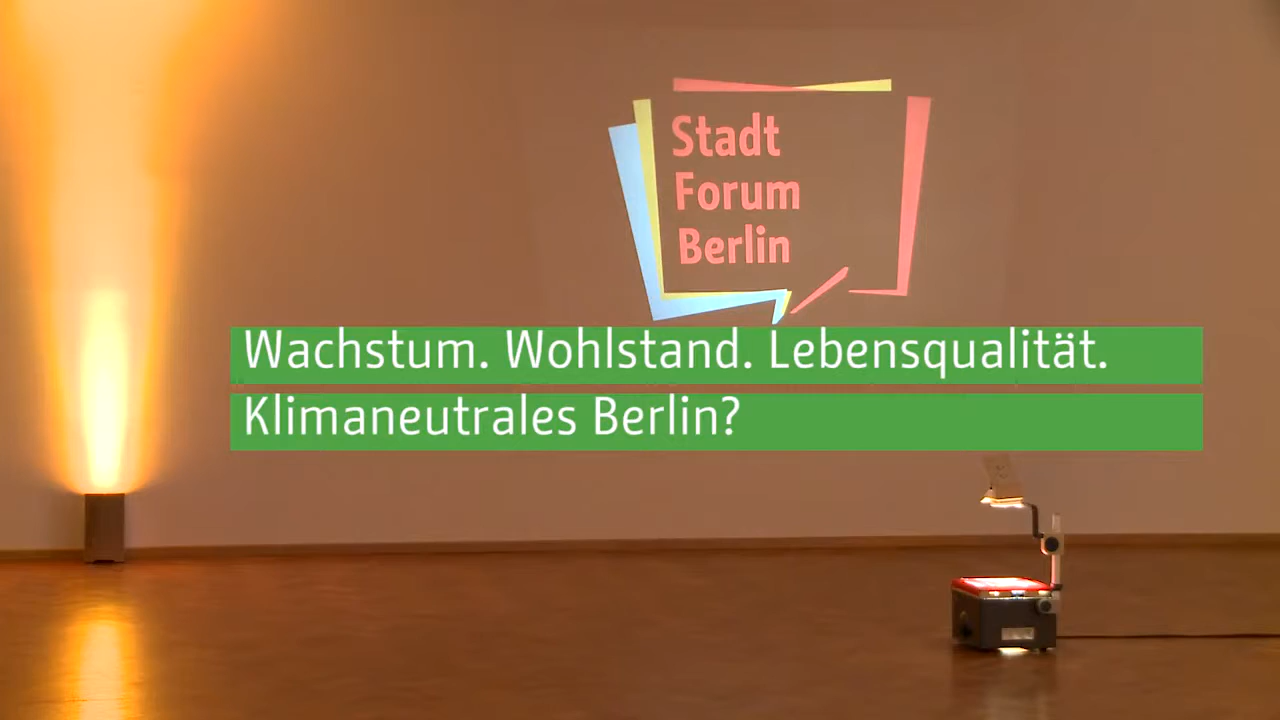 Stadt
Forum
Berlin
Wachstum. Wohlstand. Lebensqualität.
Klimaneutrales Berlin?